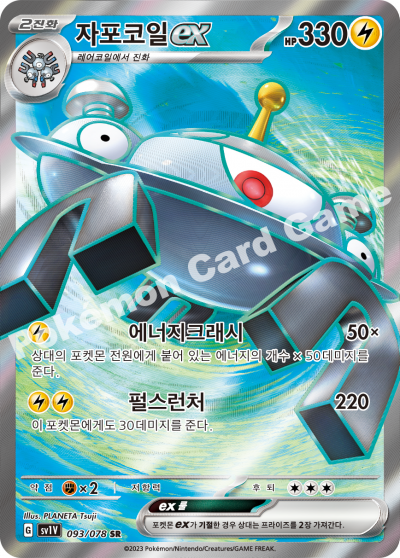 2진화
자포코일 ex
HP 330
레어코일에서 진화
Pokémon Card Game
에너지크래시 50×
상대의 포켓몬 전원에게 붙어 있는 에너지의 개수 × 50데미지를
준다.
펄스런처 220
이 포켓몬에게도 30데미지를 준다.
약점 ×2 저항력 후퇴
Illus. PLANETA Tsuji
G sv1V 093/078 SR
ex 룰
포켓몬 ex가 기절한 경우 상대는 프라이즈를 2장 가져간다.
©2023 Pokémon/Nintendo/Creatures/GAME FREAK.